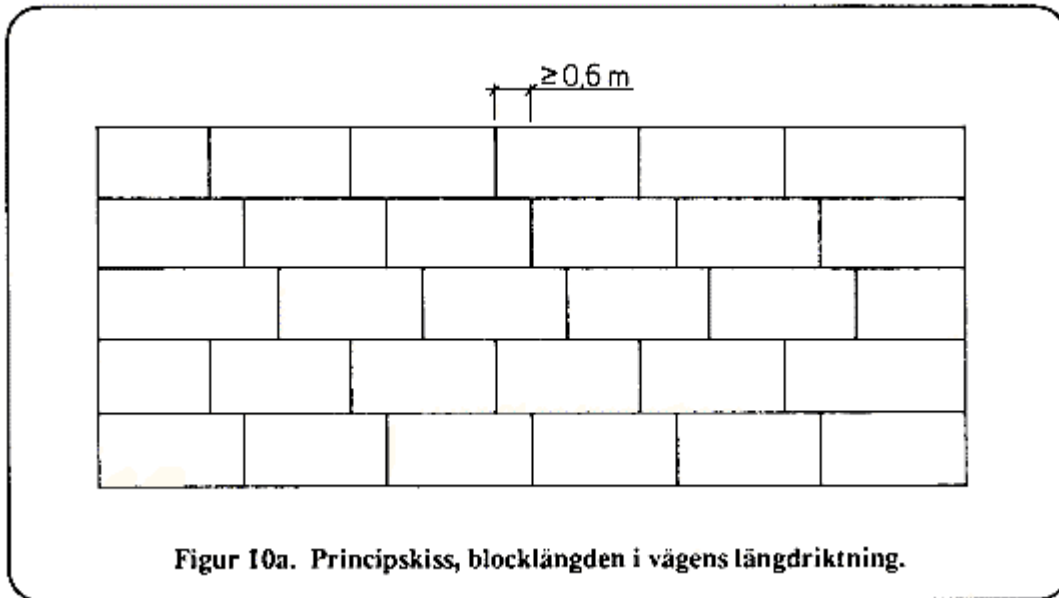 ≥0,6 m
Figur 10a. Principskiss, blocklängden i vägens längdriktning.